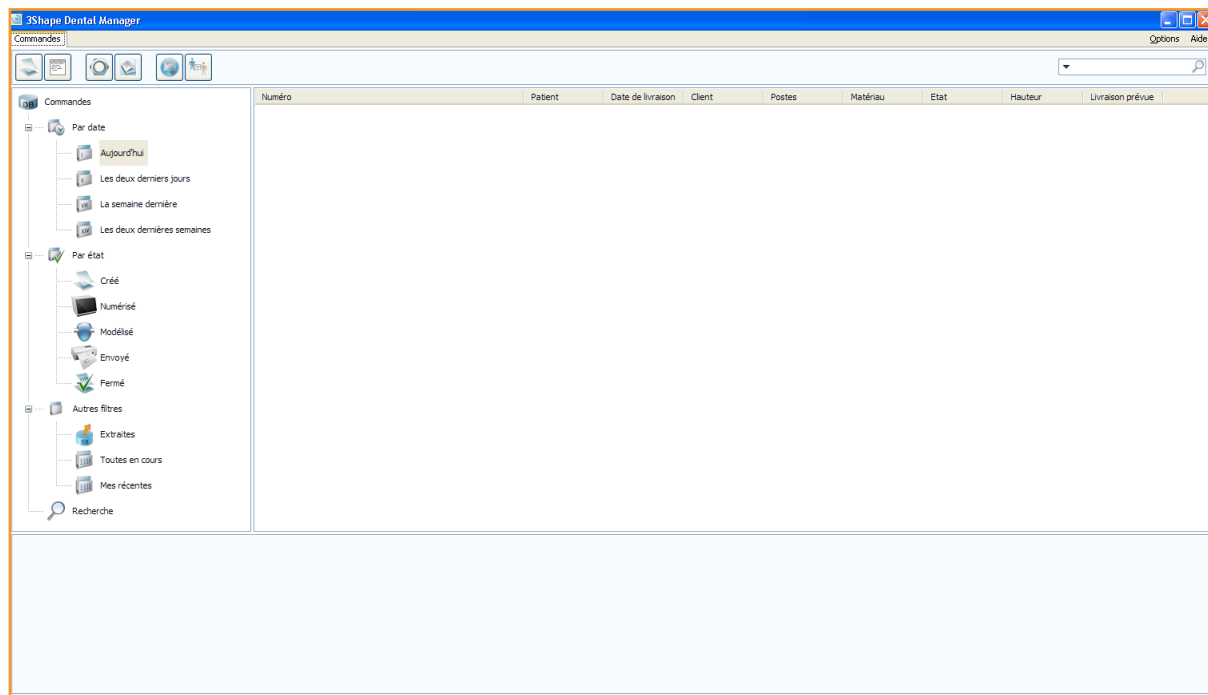 3Shape Dental Manager
Commandes
Options Aide
Numéro Patient Date de livraison Client Postes Matériau Etat Hauteur Livraison prévue
Commandes
Par date
Aujourd'hui
Les deux derniers jours
La semaine dernière
Les deux dernières semaines
Par état
Créé
Numérisé
Modélisé
Envoyé
Fermé
Autres filtres
Extraites
Toutes en cours
Mes récentes
Recherche